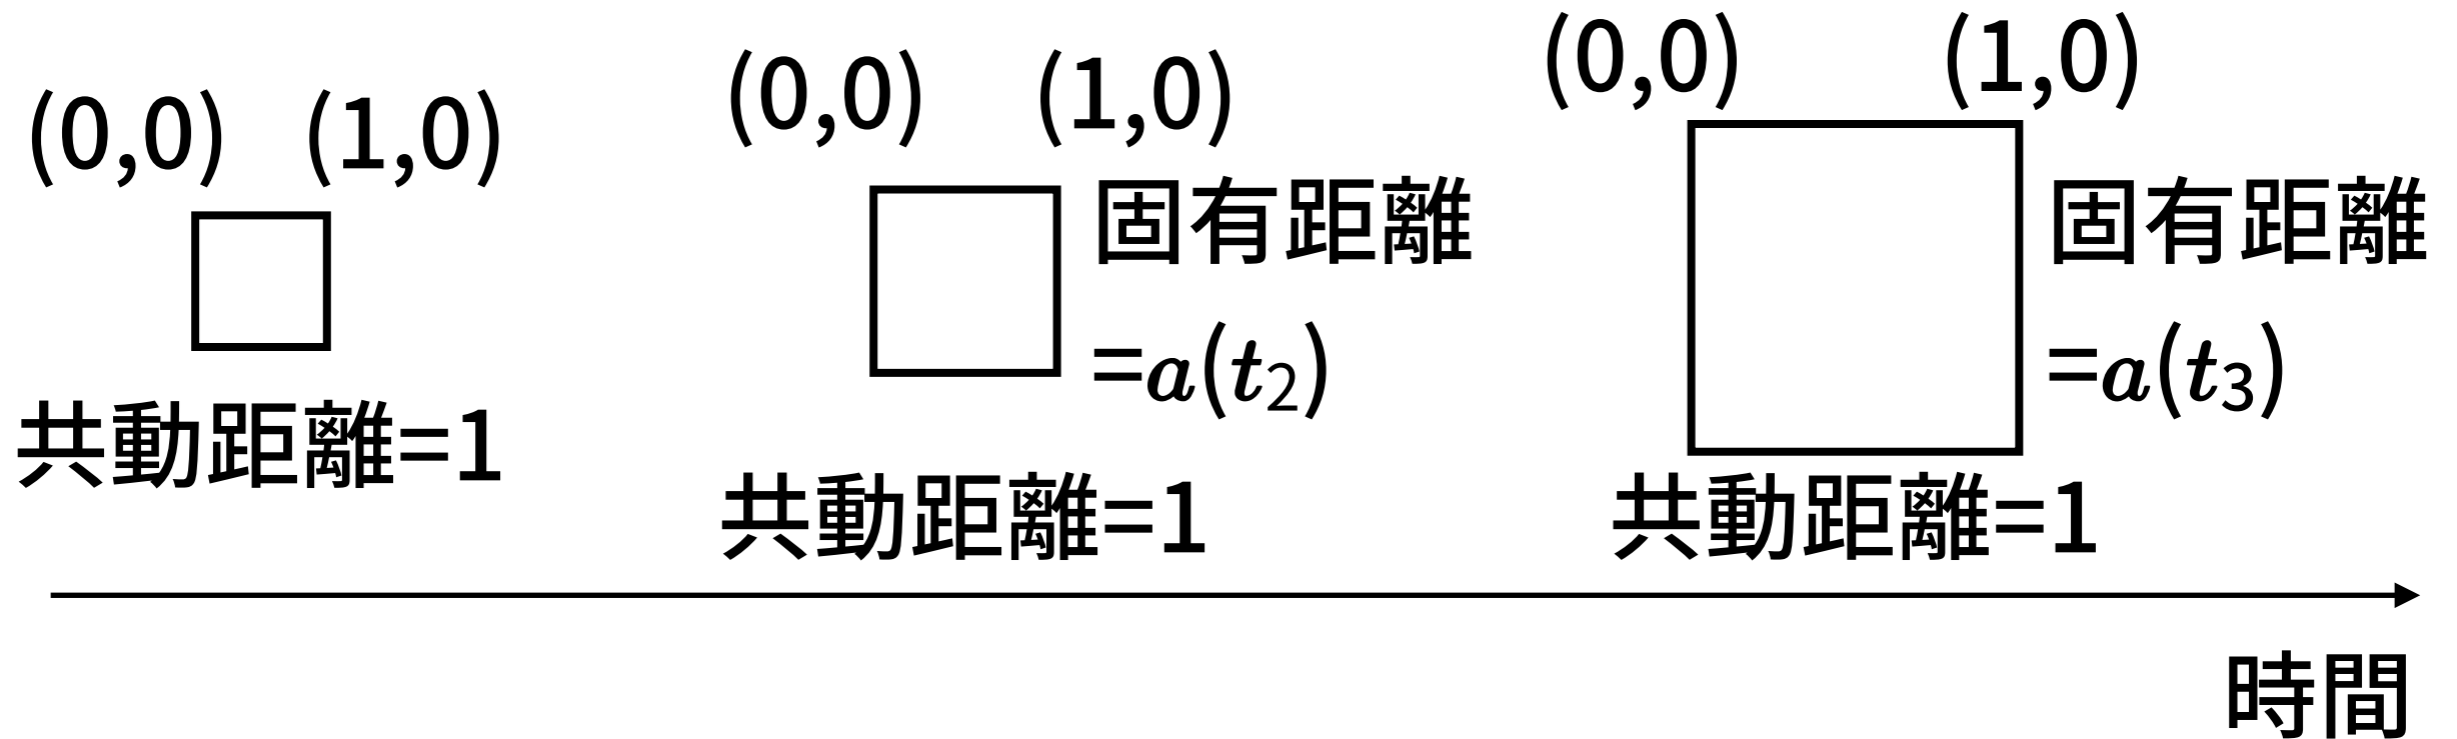 (0,0) (1,0)
共動距離=1
(0,0) (1,0)
固有距離
=a(t₂)
共動距離=1
(0,0) (1,0)
固有距離
=a(t₃)
共動距離=1
時間